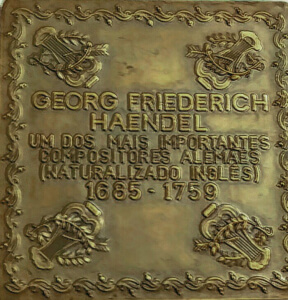 GEORG FRIEDERICH
HAENDEL
UM DOS MAIS IMPORTANTES
COMPOSITORES ALEMÃES
(NATURALIZADO INGLÊS)
1685 - 1759